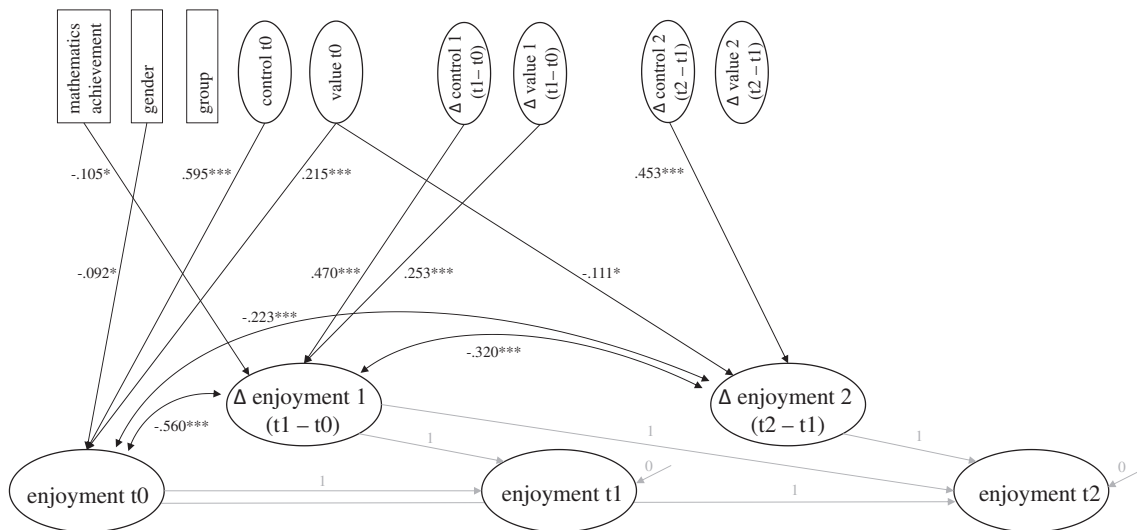 mathematics
achievement
gender
group
control t0
value t0
Δ control 1
(t1– t0)
Δ value 1
(t1– t0)
Δ control 2
(t2 – t1)
Δ value 2
(t2 – t1)
-.105*
.595***
.215***
.453***
-.092*
.470***
.253***
-.111*
-.223***
-.320***
Δ enjoyment 1
(t1 – t0)
Δ enjoyment 2
(t2 – t1)
-.560***
1
1
1
0
0
enjoyment t0
1
enjoyment t1
1
enjoyment t2